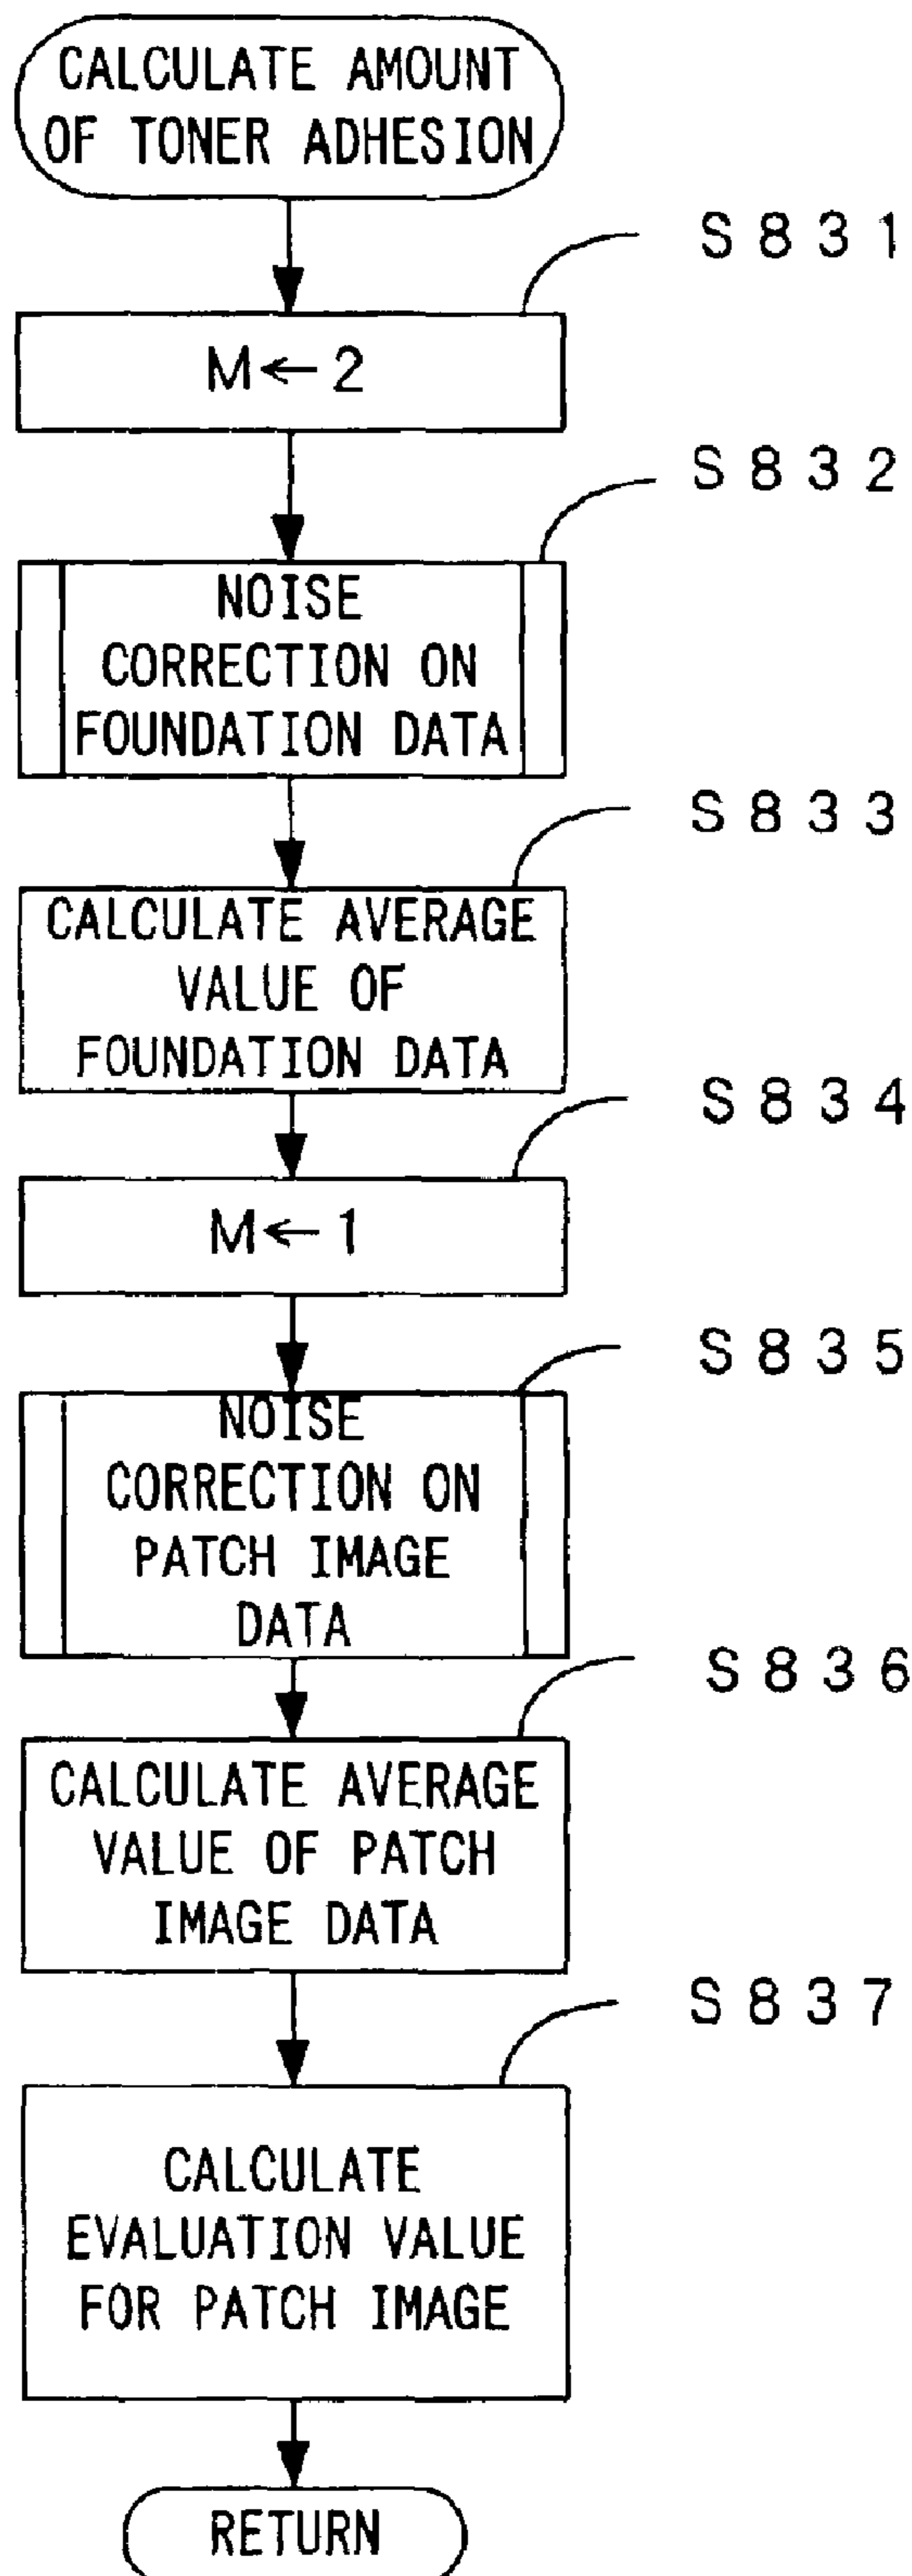 CALCULATE AMOUNT
OF TONER ADHESION
S831
M←2
S832
NOISE
CORRECTION ON
FOUNDATION DATA
S833
CALCULATE AVERAGE
VALUE OF
FOUNDATION DATA
S834
M←1
S835
NOISE
CORRECTION ON
PATCH IMAGE
DATA
S836
CALCULATE AVERAGE
VALUE OF PATCH
IMAGE DATA
S837
CALCULATE
EVALUATION VALUE
FOR PATCH IMAGE
RETURN